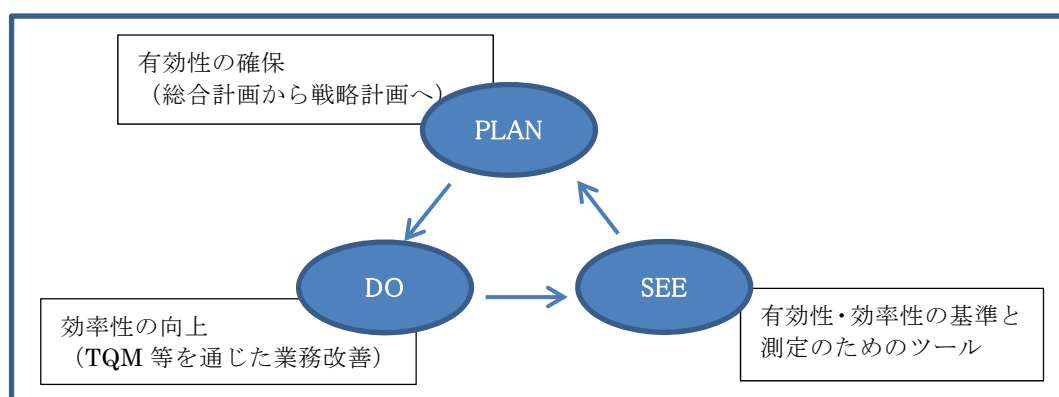 有効性の確保
（総合計画から戦略計画へ）
PLAN
DO
SEE
効率性の向上
（TQM 等を通じた業務改善）
有効性・効率性の基準と
測定のためのツール